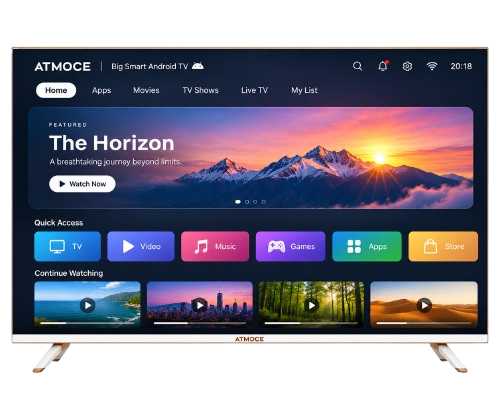 ATMOCE | Big Smart Android TV
20:18
Home Apps Movies TV Shows Live TV My List
FEATURED
The Horizon
A breathtaking journey beyond limits.
Watch Now
Quick Access
TV Video Music Games Apps Store
Continue Watching
ATMOCE